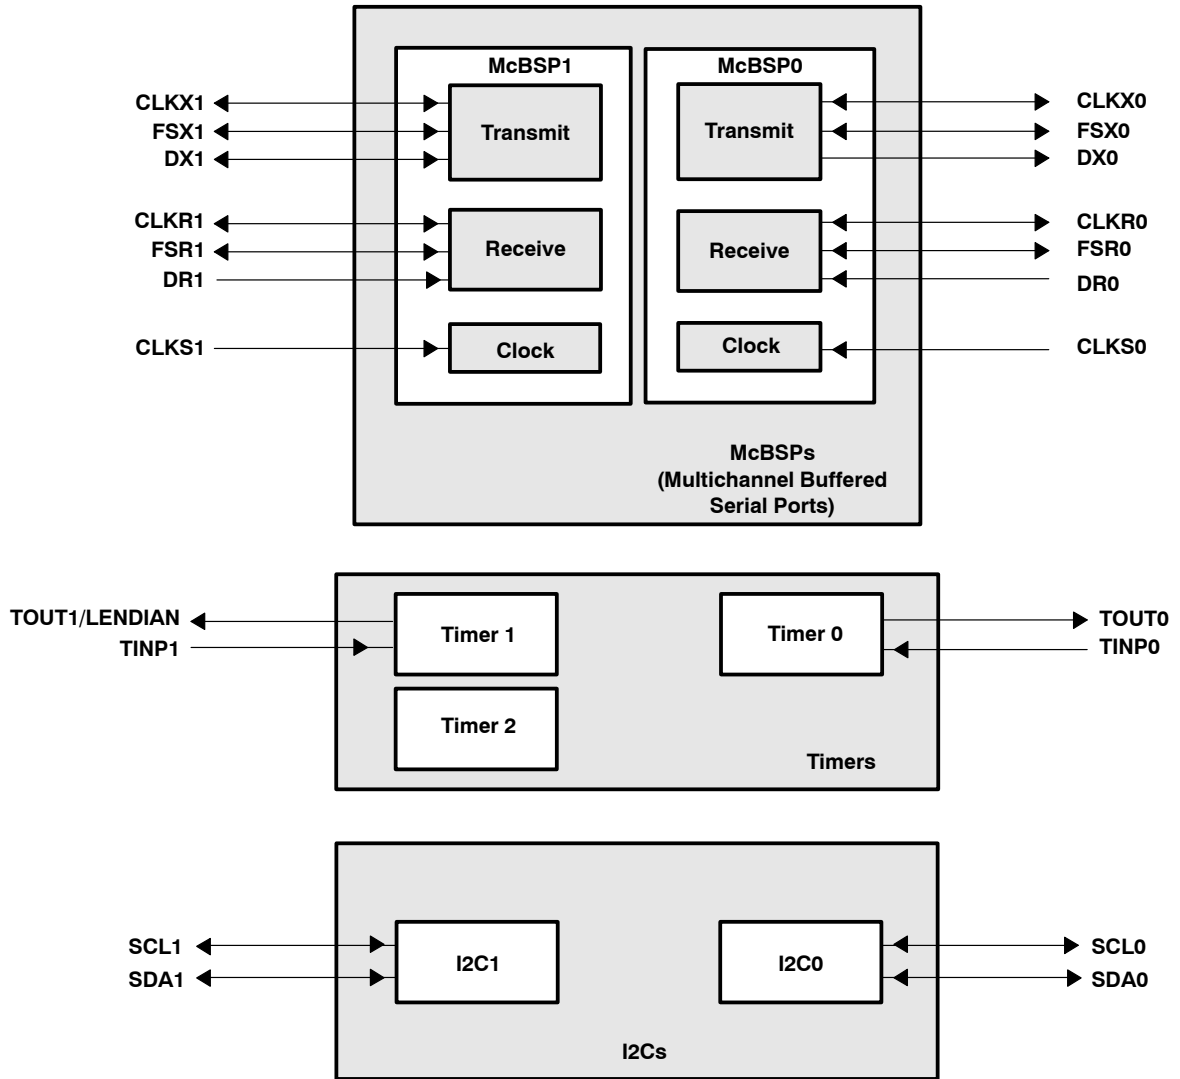 McBSP1
McBSP0
CLKX1
FSX1
DX1
Transmit
Transmit
CLKX0
FSX0
DX0
CLKR1
FSR1
DR1
Receive
Receive
CLKR0
FSR0
DR0
CLKS1
Clock
Clock
CLKS0
McBSPs
(Multichannel Buffered
Serial Ports)
TOUT1/LENDIAN
TINP1
Timer 1
Timer 0
TOUT0
TINP0
Timer 2
Timers
SCL1
SDA1
I2C1
I2C0
SCL0
SDA0
I2Cs